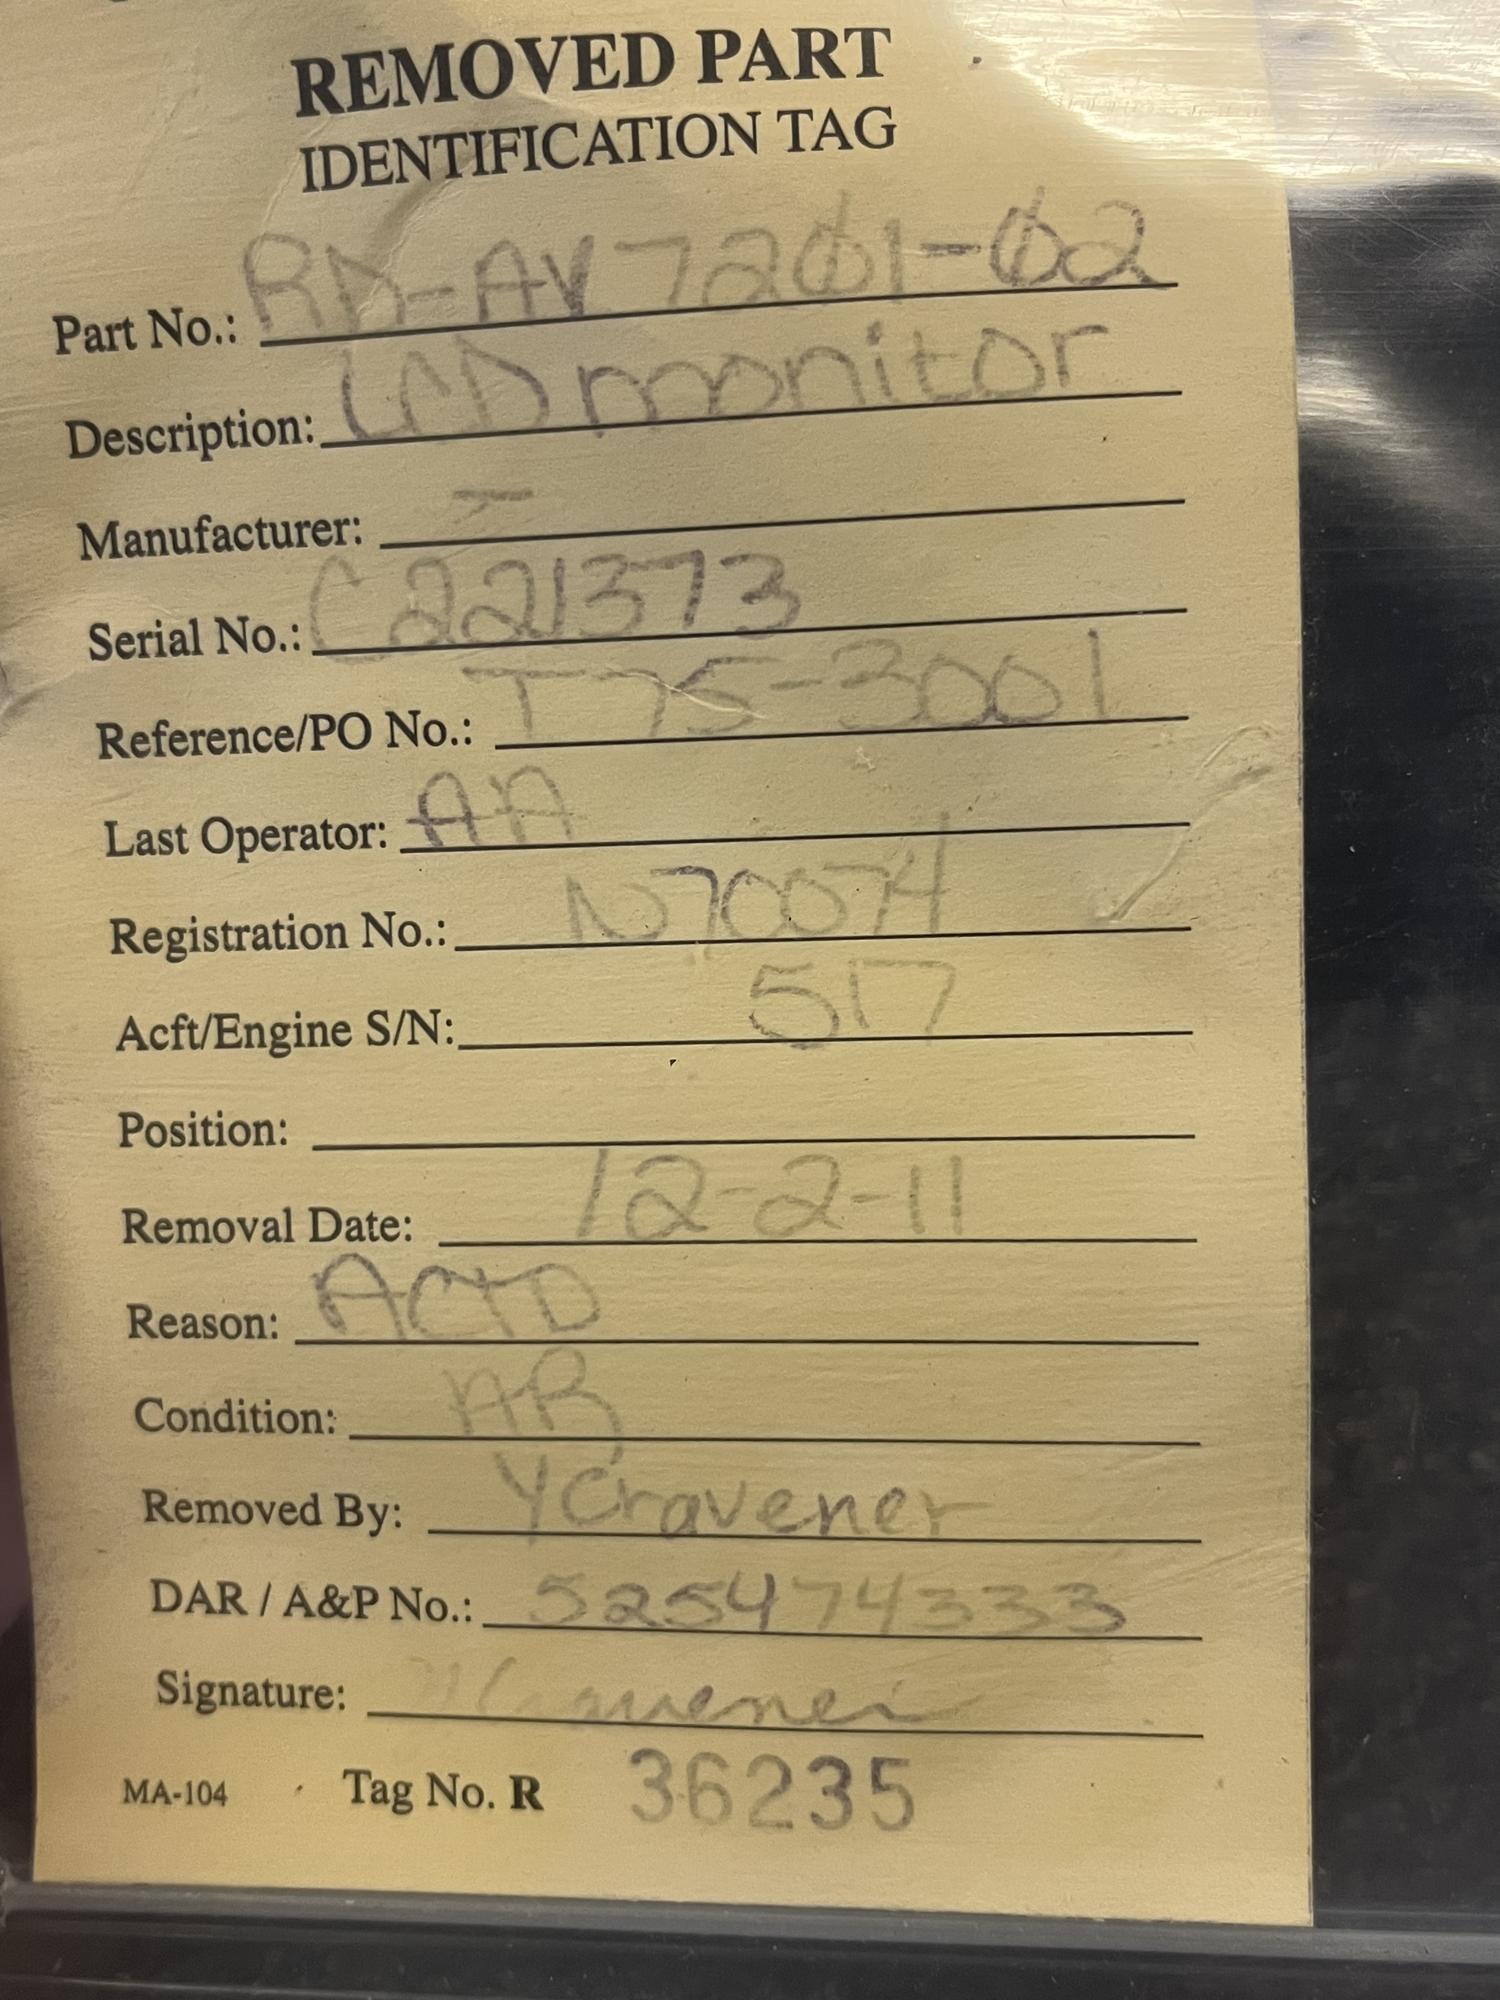 REMOVED PART
IDENTIFICATION TAG
Part No.: RD-AV7201-02
Description: LCD monitor
Manufacturer: —
Serial No.: C221373
Reference/PO No.: T75-3001
Last Operator: AA
Registration No.: N70074
Acft/Engine S/N: 517
Position:
Removal Date: 12-2-11
Reason: ACTD
Condition: AR
Removed By: YCravener
DAR / A&P No.: 525474333
Signature:
MA-104 Tag No. R 36235